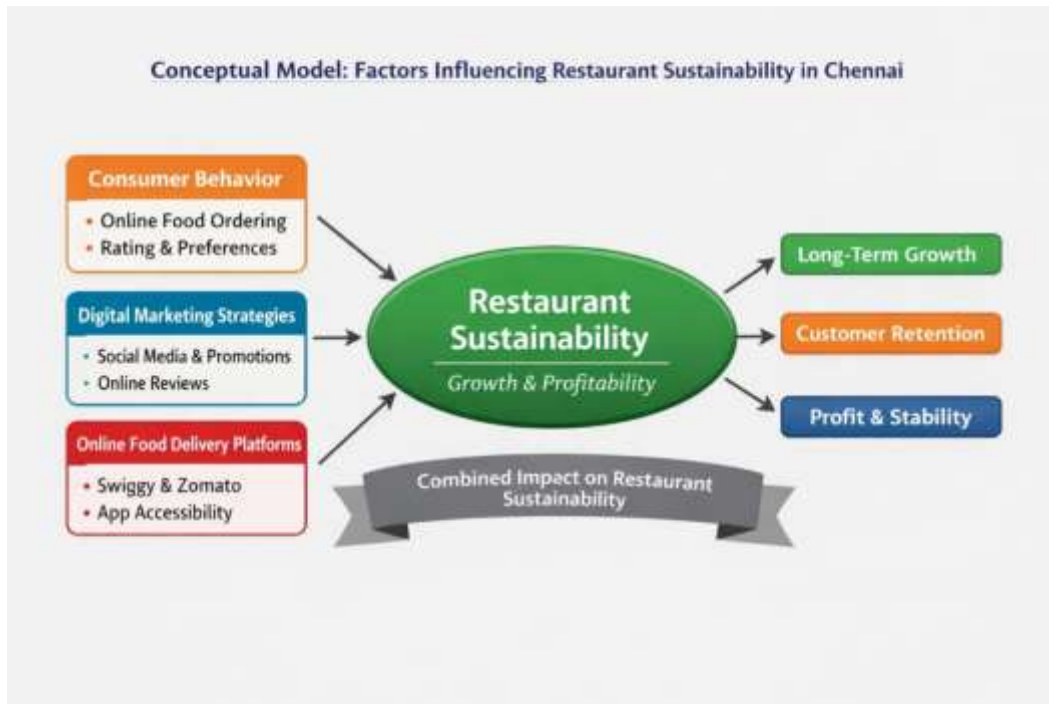 Conceptual Model: Factors Influencing Restaurant Sustainability in Chennai
Consumer Behavior
• Online Food Ordering
• Rating & Preferences
Digital Marketing Strategies
• Social Media & Promotions
• Online Reviews
Online Food Delivery Platforms
• Swiggy & Zomato
• App Accessibility
Restaurant
Sustainability
Growth & Profitability
Combined Impact on Restaurant
Sustainability
Long-Term Growth
Customer Retention
Profit & Stability